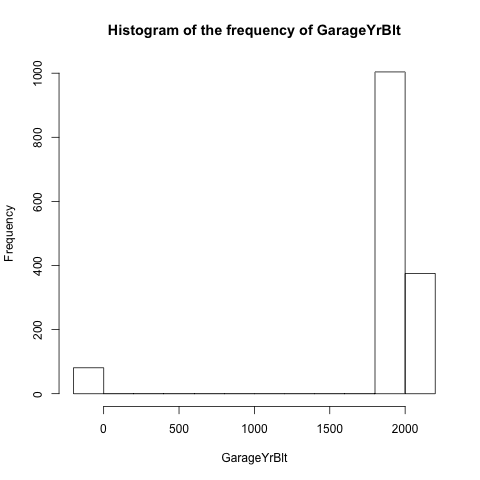 Histogram of the frequency of GarageYrBlt
Frequency
0 200 400 600 800 1000
0 500 1000 1500 2000
GarageYrBlt